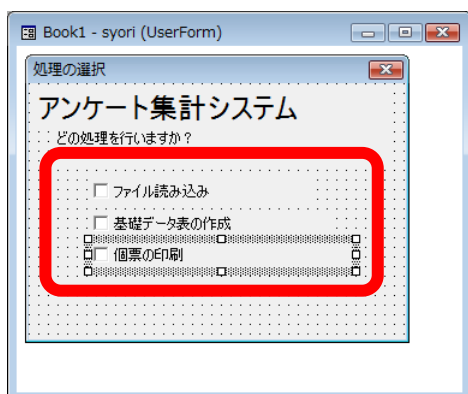 Book1 - syori (UserForm)
処理の選択
アンケート集計システム
どの処理を行いますか？
ファイル読み込み
基礎データ表の作成
個票の印刷